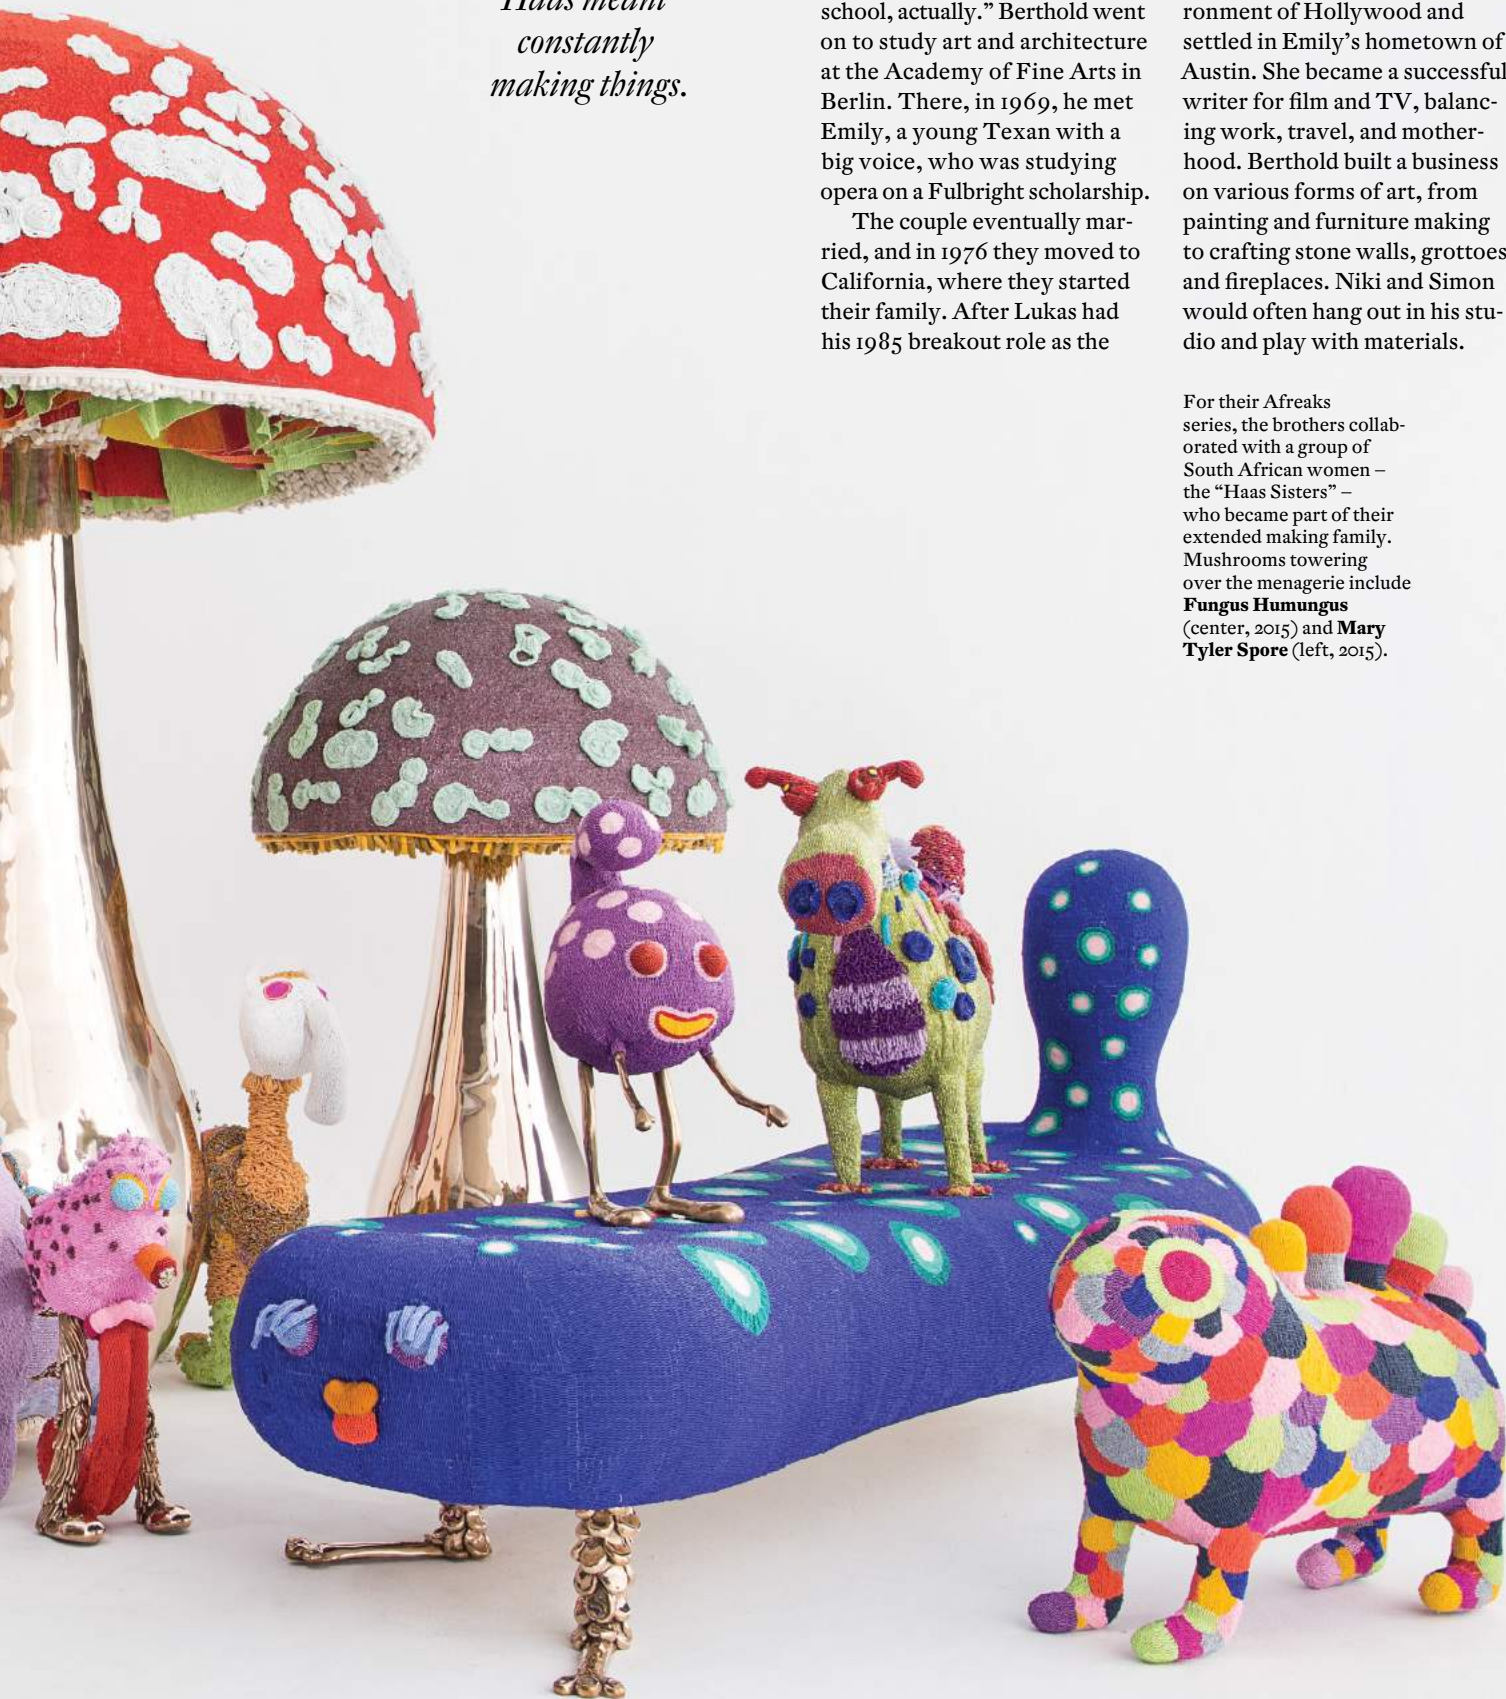 Haas meant
constantly
making things.
school, actually.” Berthold went
on to study art and architecture
at the Academy of Fine Arts in
Berlin. There, in 1969, he met
Emily, a young Texan with a
big voice, who was studying
opera on a Fulbright scholarship.
The couple eventually mar-
ried, and in 1976 they moved to
California, where they started
their family. After Lukas had
his 1985 breakout role as the
ronment of Hollywood and
settled in Emily’s hometown of
Austin. She became a successful
writer for film and TV, balanc-
ing work, travel, and mother-
hood. Berthold built a business
on various forms of art, from
painting and furniture making
to crafting stone walls, grottoes
and fireplaces. Niki and Simon
would often hang out in his stu-
dio and play with materials.
For their Afreaks
series, the brothers collab-
orated with a group of
South African women –
the “Haas Sisters” –
who became part of their
extended making family.
Mushrooms towering
over the menagerie include
Fungus Humungus
(center, 2015) and Mary
Tyler Spore (left, 2015).